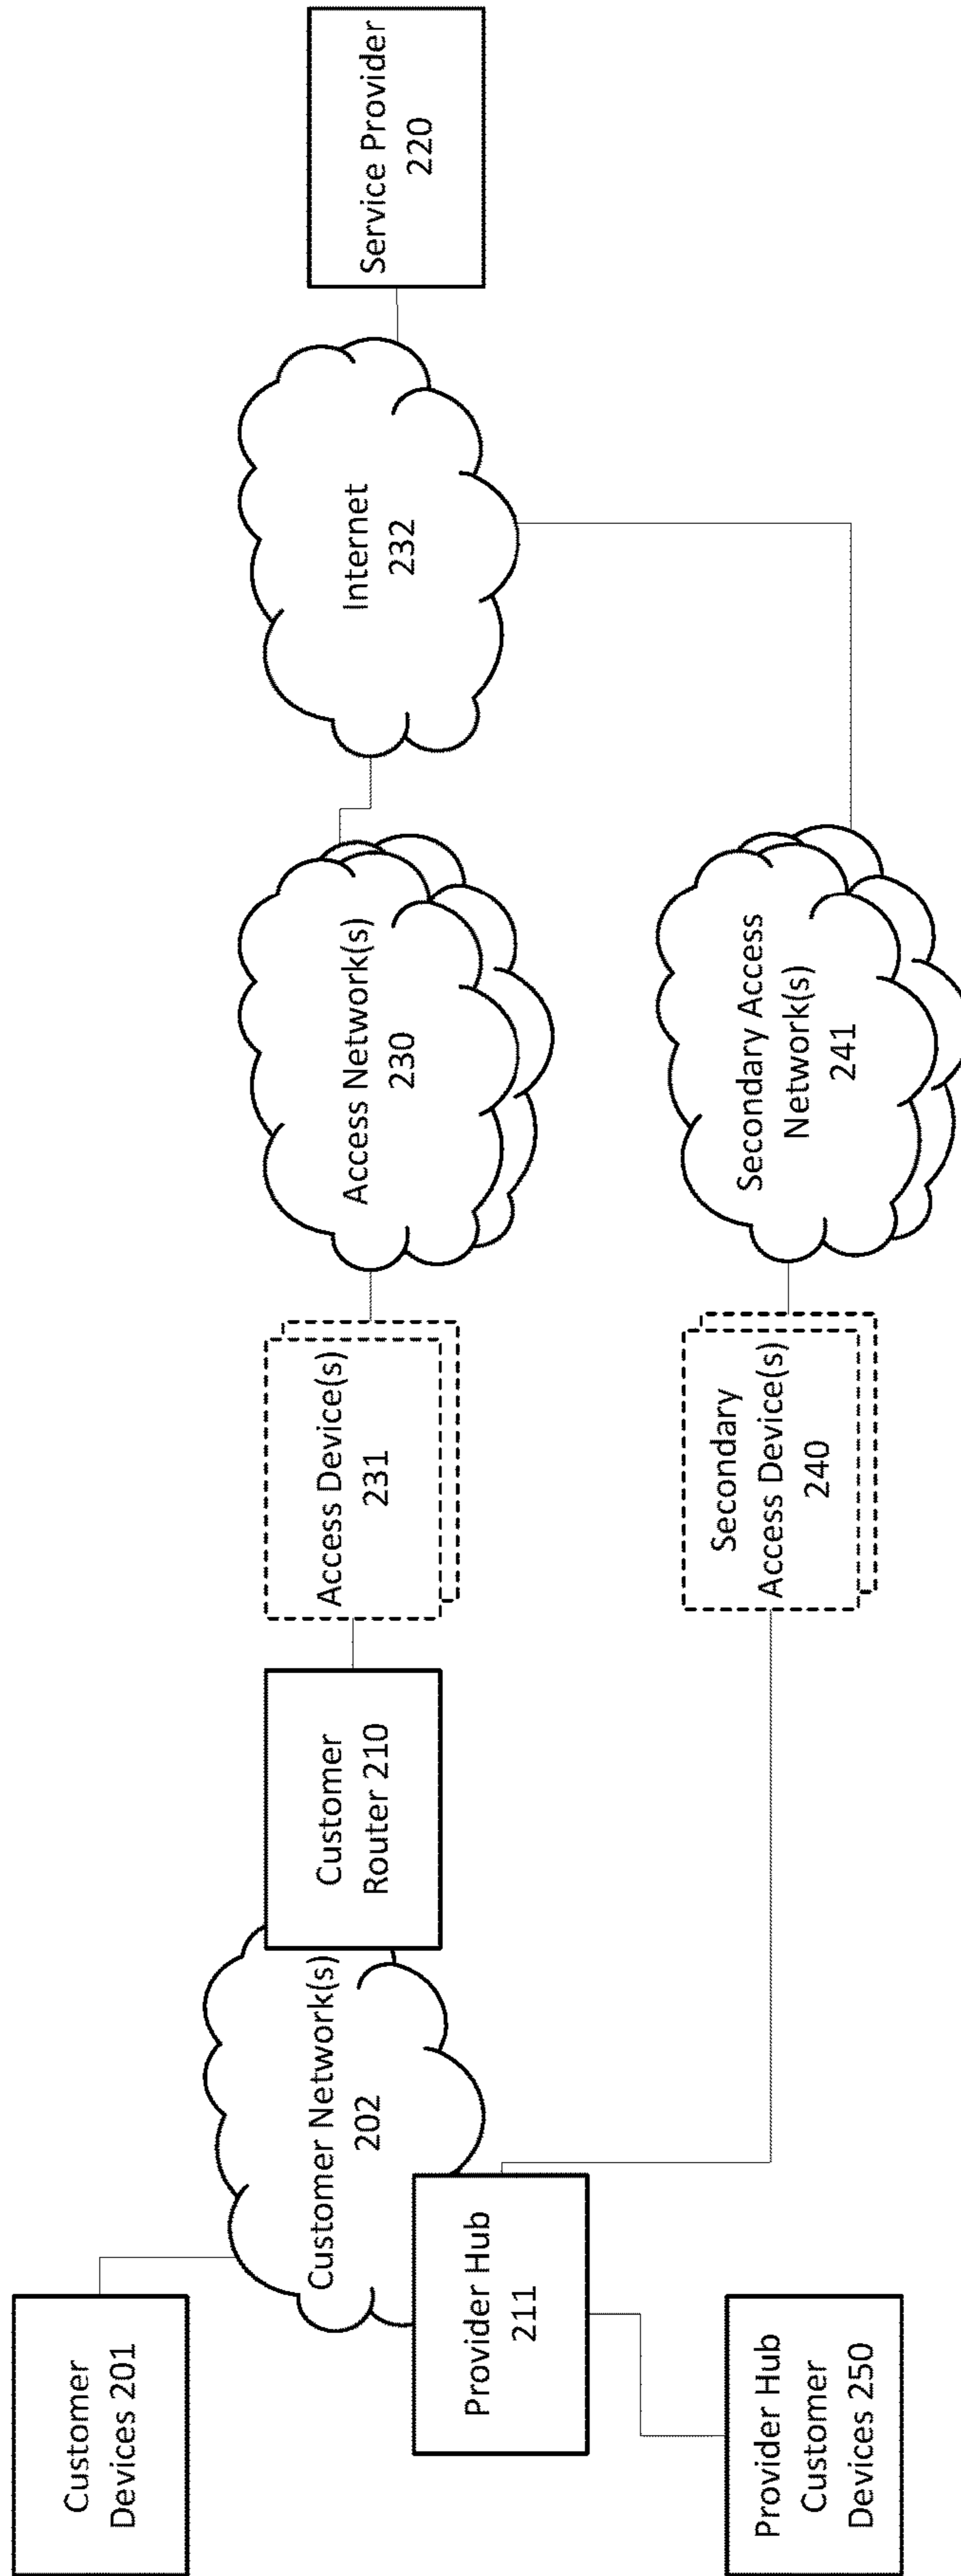 Customer
Devices 201
Customer Network(s)
202
Customer
Router 210
Access Device(s)
231
Access Network(s)
230
Internet
232
Service Provider
220
Provider Hub
211
Provider Hub
Customer
Devices 250
Secondary
Access Device(s)
240
Secondary Access
Network(s)
241